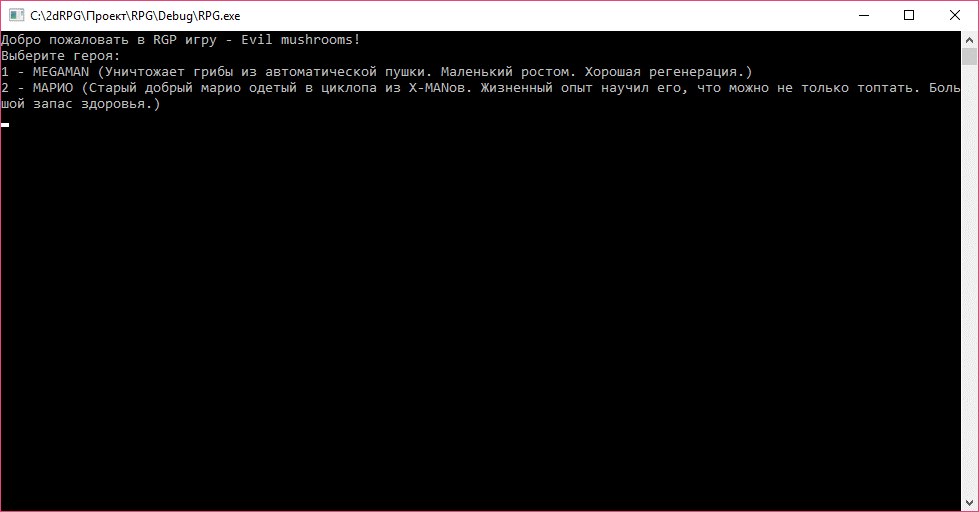 C:\2dRPG\Проект\RPG\Debug\RPG.exe
Добро пожаловать в RGP игру - Evil mushrooms!
Выберите героя:
1 - MEGAMAN (Уничтожает грибы из автоматической пушки. Маленький ростом. Хорошая регенерация.)
2 - МАРИО (Старый добрый марио одетый в циклопа из X-MANов. Жизненный опыт научил его, что можно не только топтать. Боль
шой запас здоровья.)